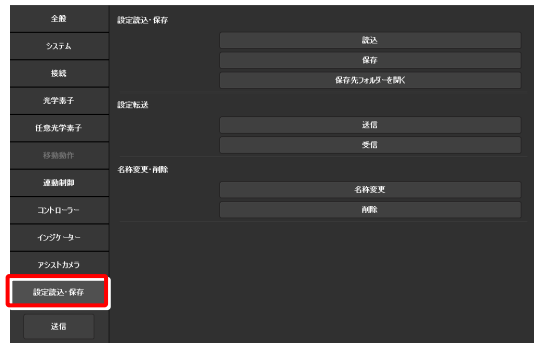 全般
システム
接続
光学素子
任意光学素子
移動動作
連動制御
コントローラー
インジケーター
アシストカメラ
設定読込・保存
送信
設定読込・保存
読込
保存
保存先フォルダーを開く
設定転送
送信
受信
名称変更・削除
名称変更
削除